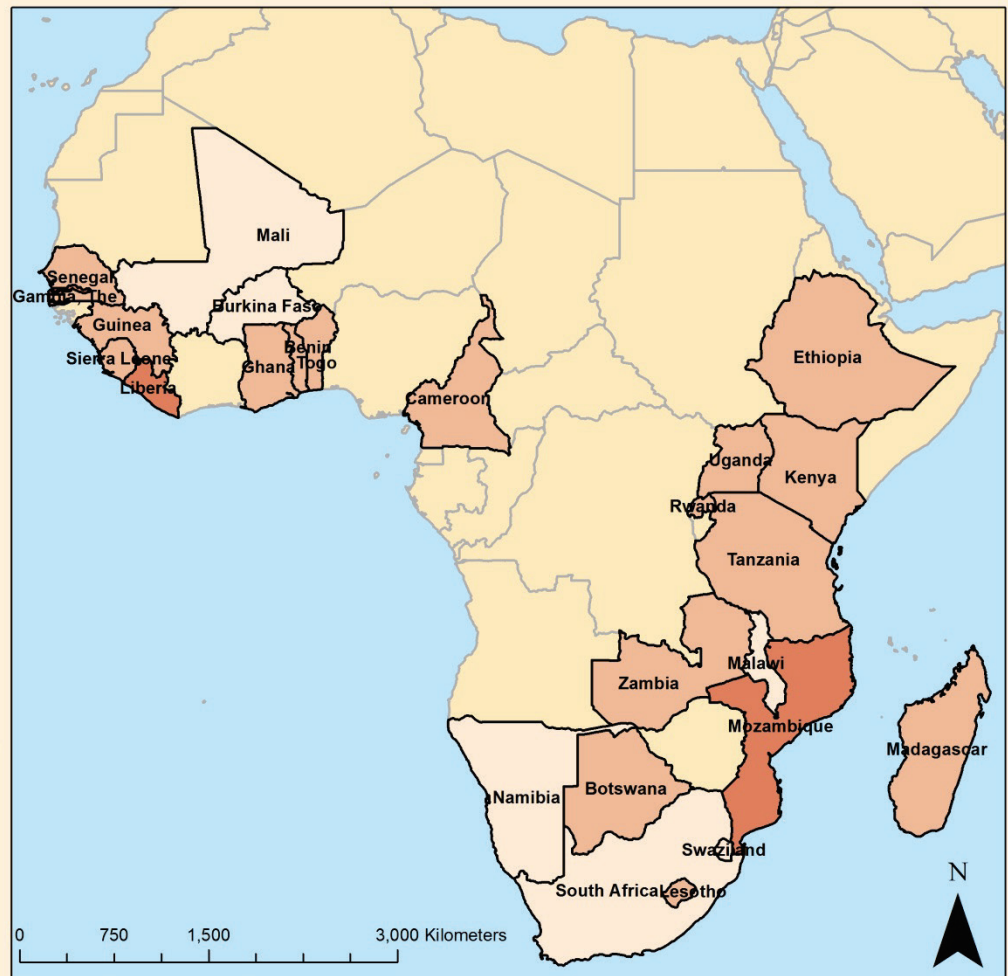 Mali
Senegal
Gambia, The
Burkina Faso
Guinea
Benin
Sierra Leone
Ghana
Togo
Liberia
Cameroon
Ethiopia
Uganda
Kenya
Rwanda
Tanzania
Malawi
Zambia
Mozambique
Madagascar
Botswana
Namibia
Swaziland
South Africa
Lesotho
N
0 750 1,500 3,000 Kilometers